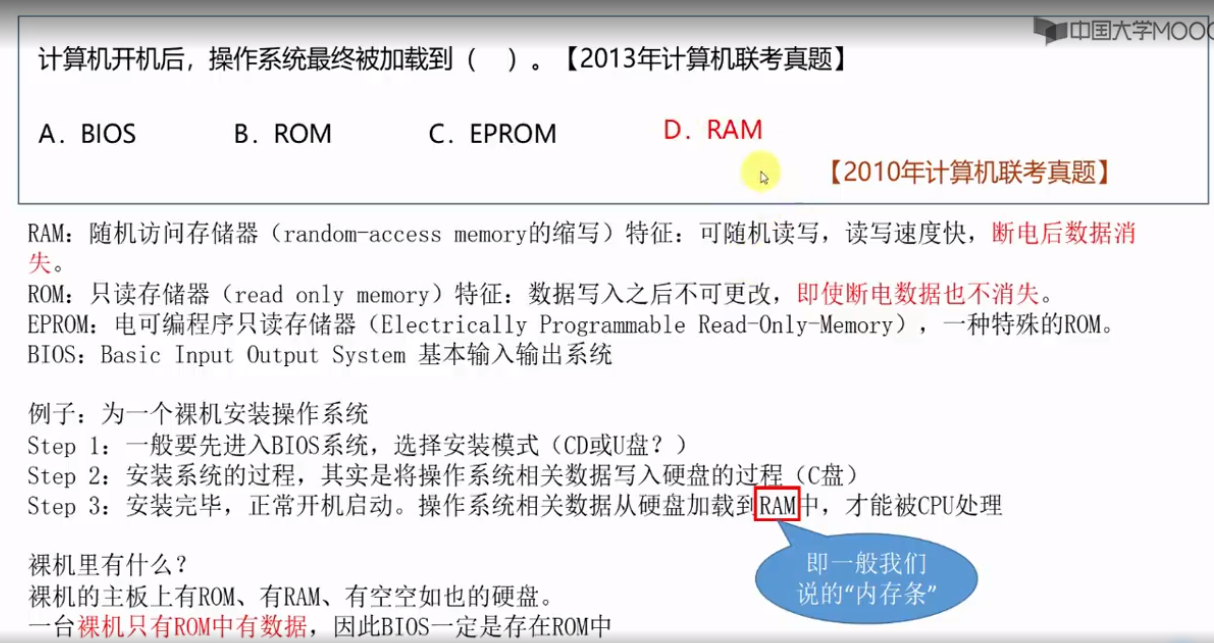 中国大学MOOC
计算机开机后，操作系统最终被加载到（ ）。【2013年计算机联考真题】
A．BIOS B．ROM C．EPROM D．RAM
【2010年计算机联考真题】
RAM：随机访问存储器（random-access memory的缩写）特征：可随机读写，读写速度快，断电后数据消
失。
ROM：只读存储器（read only memory）特征：数据写入之后不可更改，即使断电数据也不消失。
EPROM：电可编程序只读存储器（Electrically Programmable Read-Only-Memory），一种特殊的ROM。
BIOS：Basic Input Output System 基本输入输出系统
例子：为一个裸机安装操作系统
Step 1：一般要先进入BIOS系统，选择安装模式（CD或U盘？）
Step 2：安装系统的过程，其实是将操作系统相关数据写入硬盘的过程（C盘）
Step 3：安装完毕，正常开机启动。操作系统相关数据从硬盘加载到RAM中，才能被CPU处理
即一般我们
说的“内存条”
裸机里有什么？
裸机的主板上有ROM、有RAM、有空空如也的硬盘。
一台裸机只有ROM中有数据，因此BIOS一定是存在ROM中